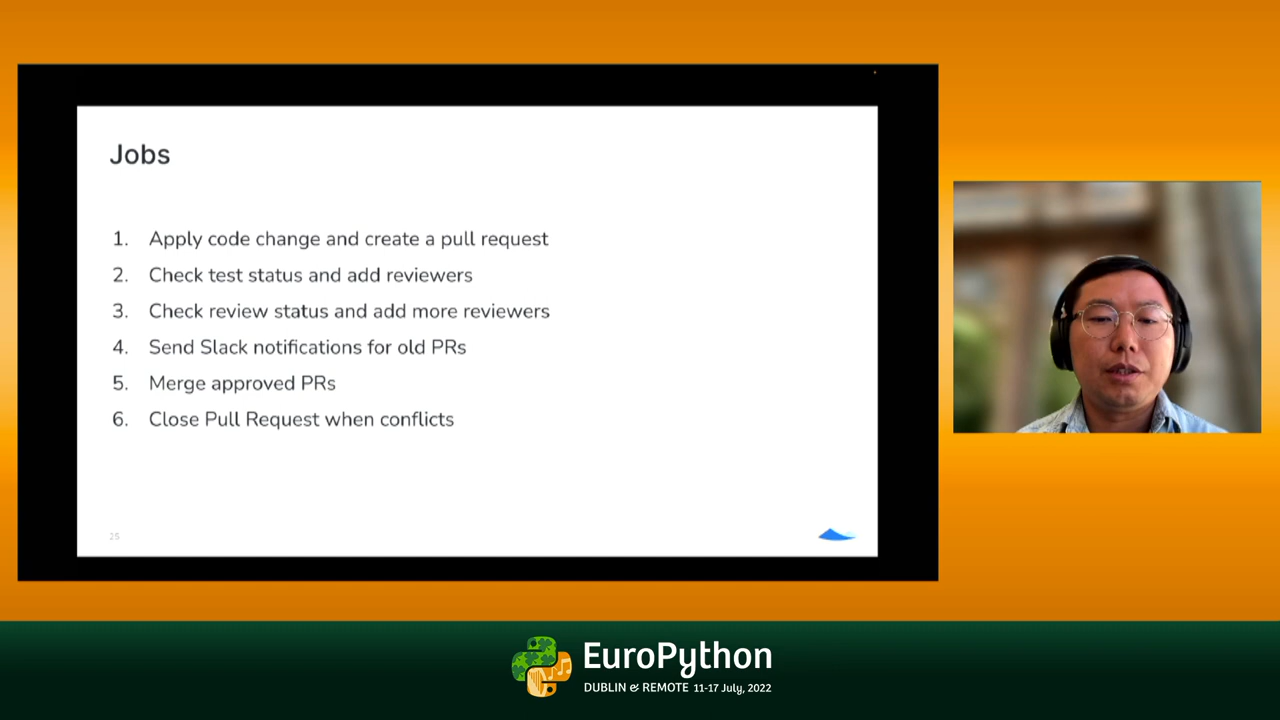 Jobs
1. Apply code change and create a pull request
2. Check test status and add reviewers
3. Check review status and add more reviewers
4. Send Slack notifications for old PRs
5. Merge approved PRs
6. Close Pull Request when conflicts
25
EuroPython
DUBLIN & REMOTE 11-17 July, 2022